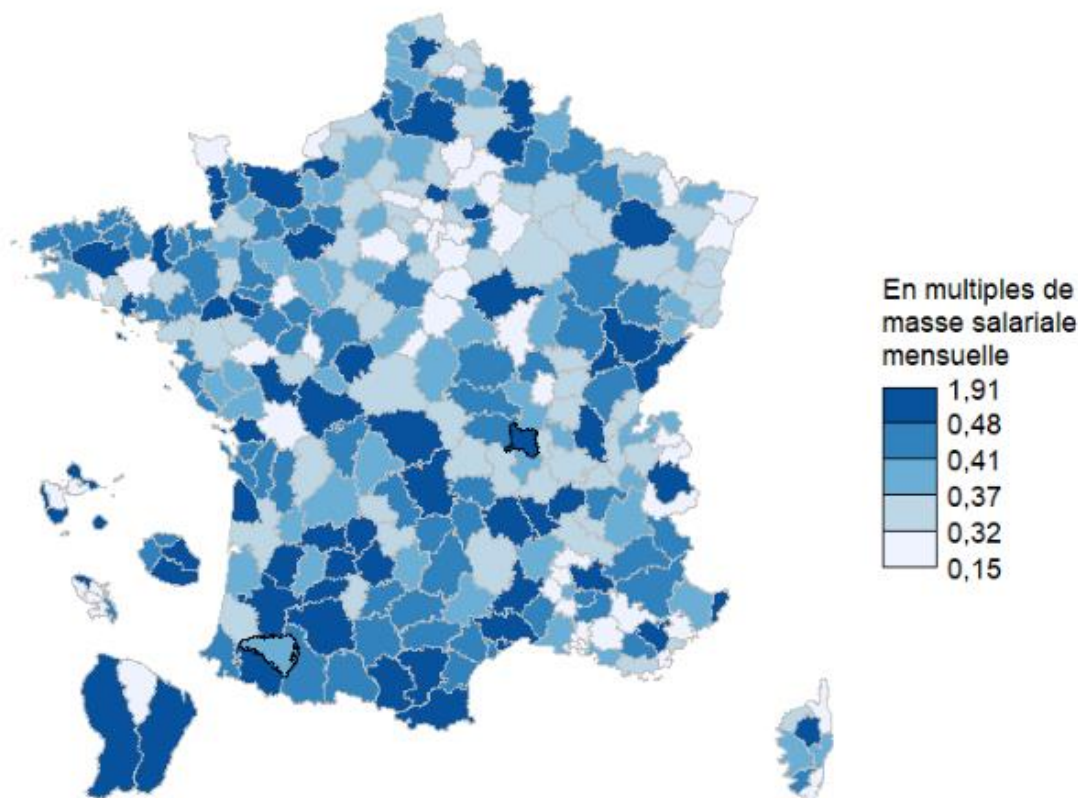 En multiples de
masse salariale
mensuelle
1,91
0,48
0,41
0,37
0,32
0,15